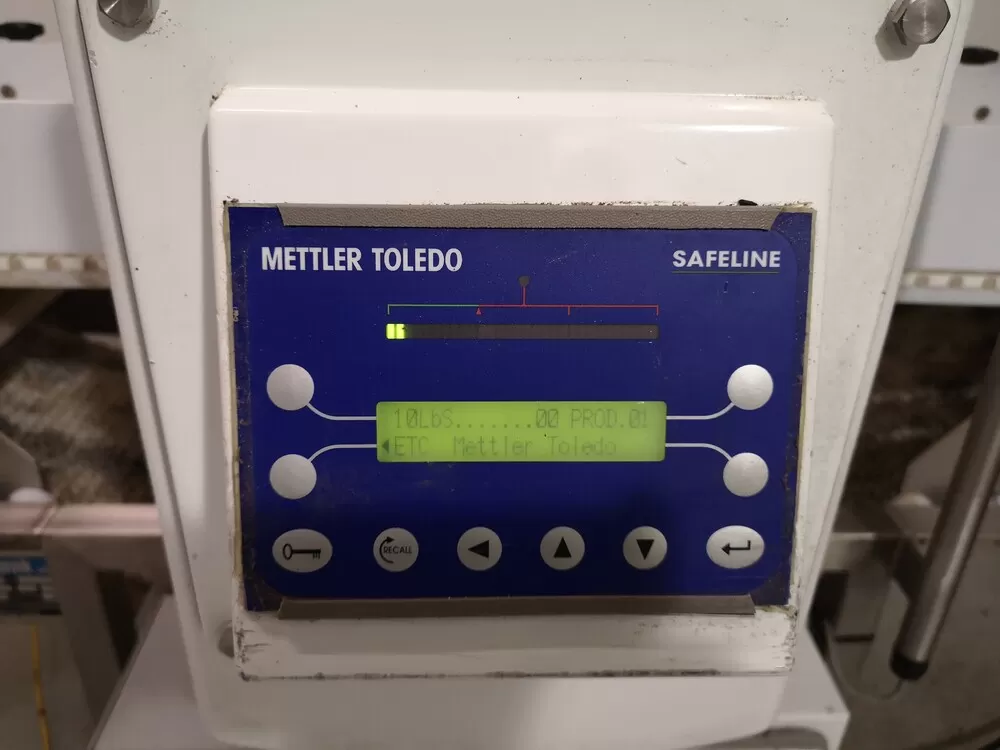 METTLER TOLEDO
SAFELINE
10LbS.......00 PROD.01
ETC Mettler Toledo
RECALL